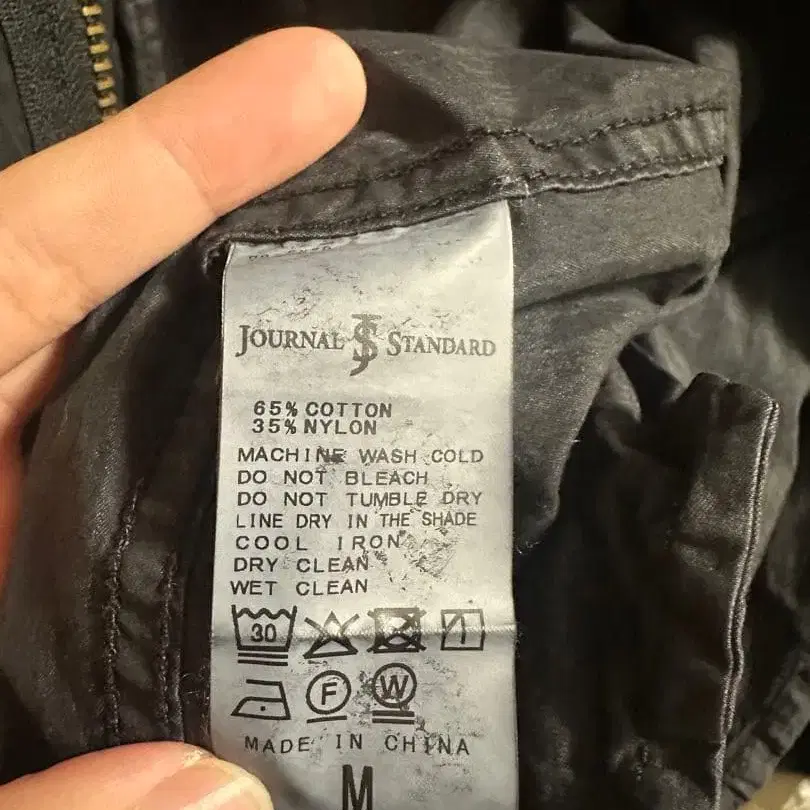 JOURNAL JS STANDARD
65% COTTON
35% NYLON
MACHINE WASH COLD
DO NOT BLEACH
DO NOT TUMBLE DRY
LINE DRY IN THE SHADE
COOL IRON
DRY CLEAN
WET CLEAN
30
F W
MADE IN CHINA
M